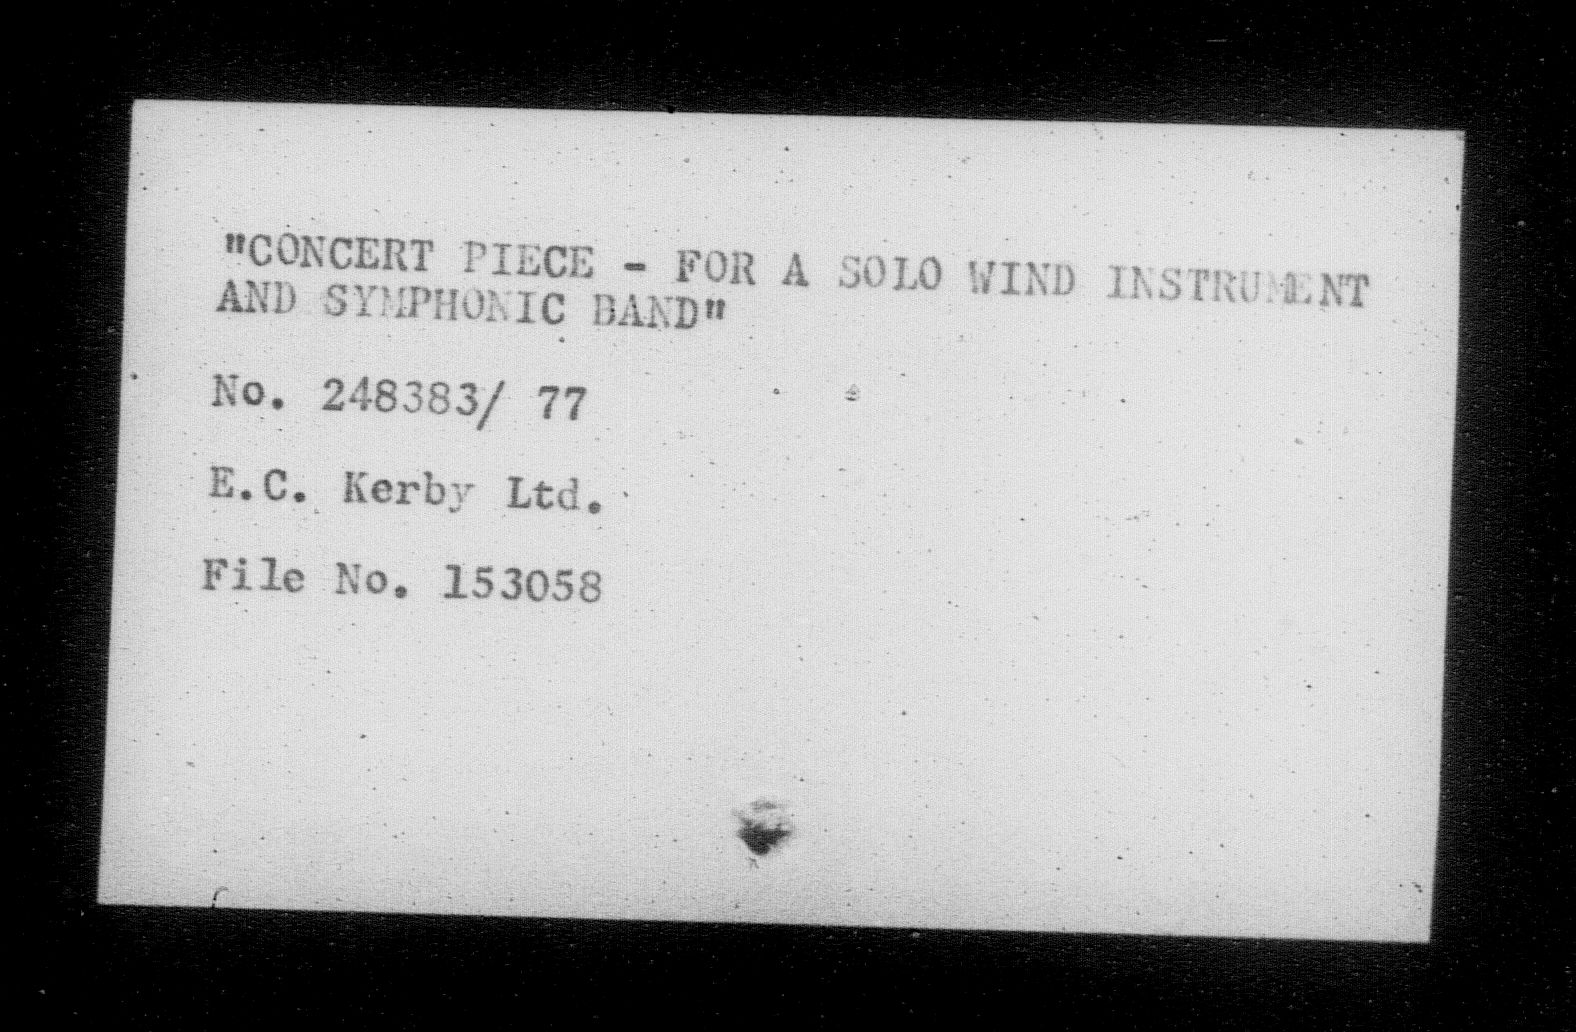 "CONCERT PIECE - FOR A SOLO WIND INSTRUMENT
AND SYMPHONIC BAND"
No. 248383/ 77
E.C. Kerby Ltd.
File No. 153058